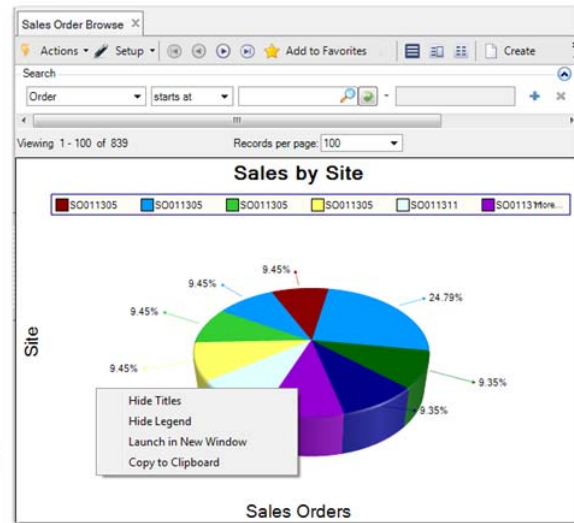 Sales Order Browse
Actions Setup Add to Favorites Create
Search
Order starts at -
Viewing 1 - 100 of 839 Records per page: 100
Sales by Site
SO011305 SO011305 SO011305 SO011305 SO011311 SO01131 More...
9.45% 24.79%
9.45%
9.45%
9.45% 9.35%
9.35%
Site
Hide Titles
Hide Legend
Launch in New Window
Copy to Clipboard
Sales Orders